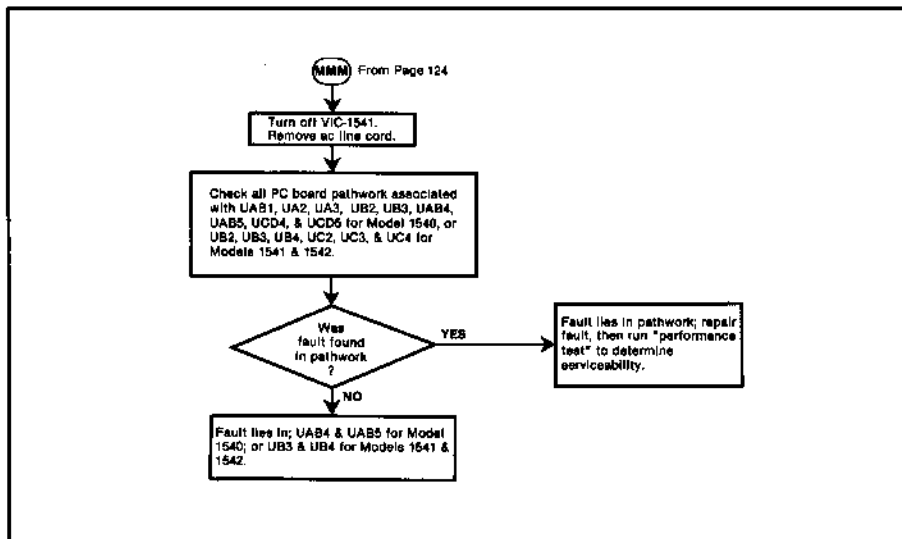 MMM From Page 124
Turn off VIC-1541.
Remove ac line cord.
Check all PC board pathwork associated
with UAB1, UA2, UA3, UB2, UB3, UAB4,
UAB5, UCD4, & UCD5 for Model 1540, or
UB2, UB3, UB4, UC2, UC3, & UC4 for
Models 1541 & 1542.
Was
fault found
in pathwork
?
YES
Fault lies in pathwork; repair
fault, then run "performance
test" to determine
serviceability.
NO
Fault lies in; UAB4 & UAB5 for Model
1540; or UB3 & UB4 for Models 1541 &
1542.